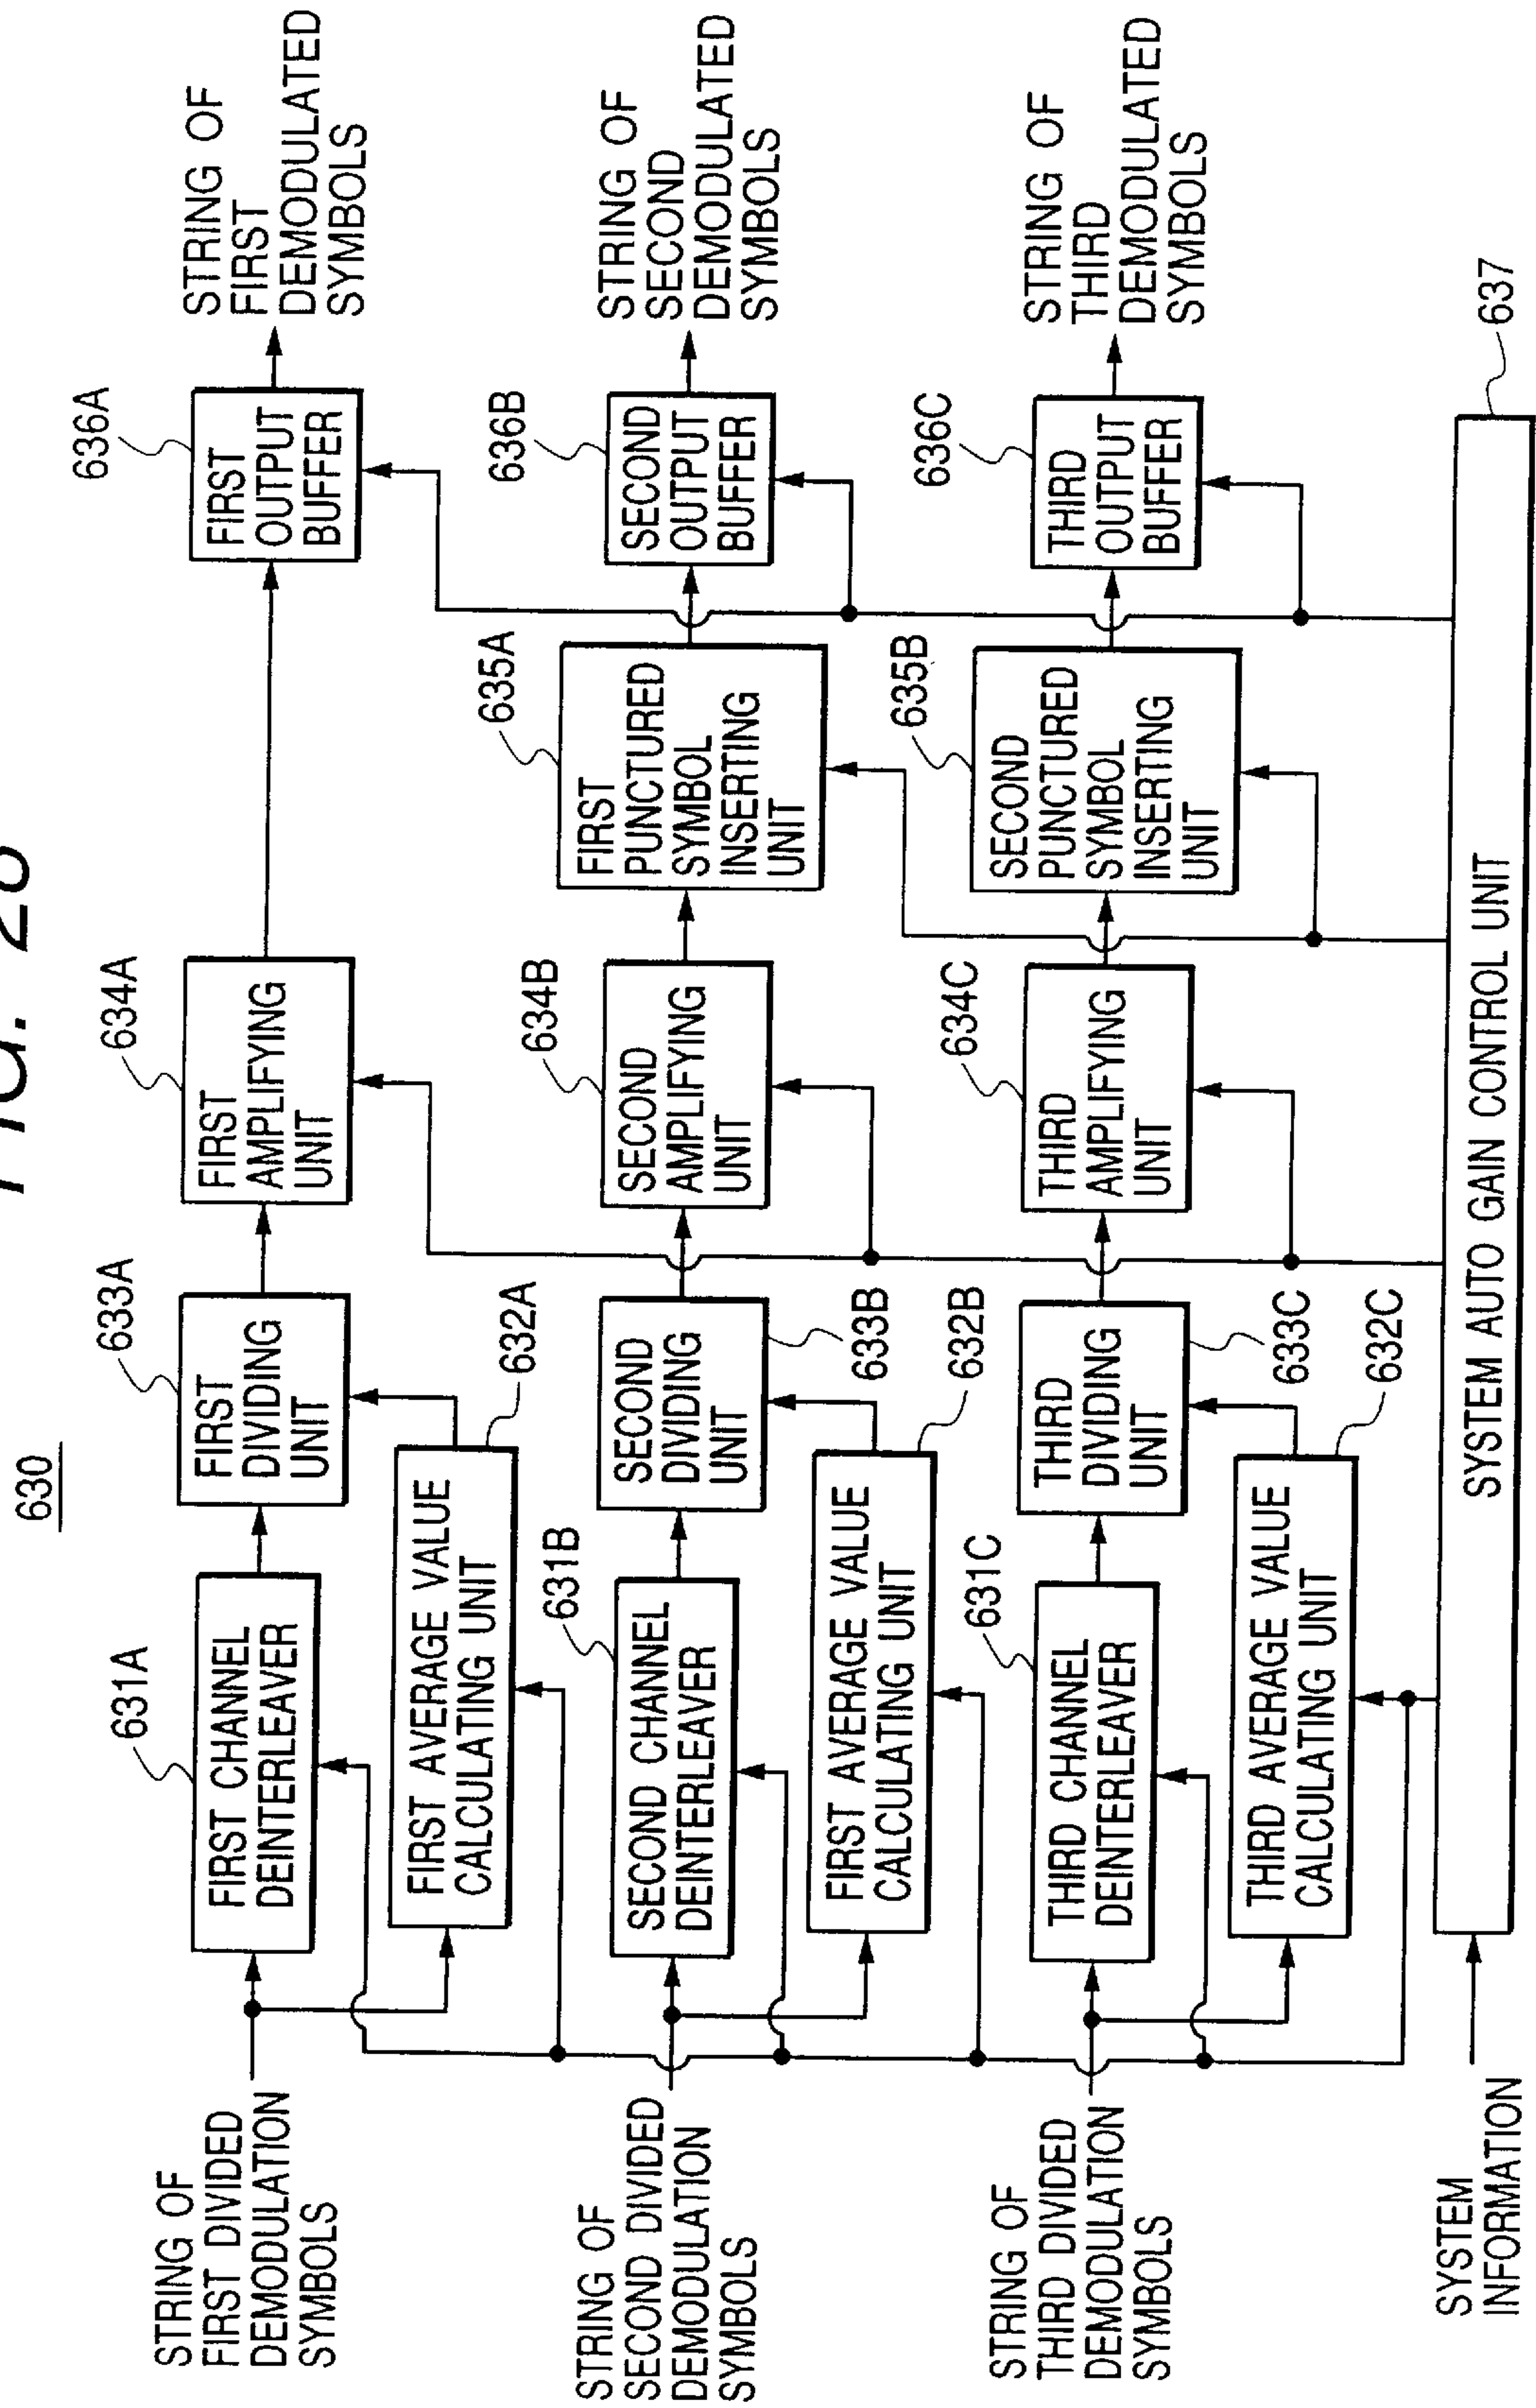 630
STRING OF
FIRST DIVIDED
DEMODULATION
SYMBOLS
631A
FIRST CHANNEL
DEINTERLEAVER
FIRST AVERAGE VALUE
CALCULATING UNIT
632A
633A
FIRST
DIVIDING
UNIT
634A
FIRST
AMPLIFYING
UNIT
636A
FIRST
OUTPUT
BUFFER
STRING OF
FIRST
DEMODULATED
SYMBOLS
STRING OF
SECOND DIVIDED
DEMODULATION
SYMBOLS
631B
SECOND CHANNEL
DEINTERLEAVER
FIRST AVERAGE VALUE
CALCULATING UNIT
632B
SECOND
DIVIDING
UNIT
633B
634B
SECOND
AMPLIFYING
UNIT
635A
FIRST
PUNCTURED
SYMBOL
INSERTING
UNIT
636B
SECOND
OUTPUT
BUFFER
STRING OF
SECOND
DEMODULATED
SYMBOLS
STRING OF
THIRD DIVIDED
DEMODULATION
SYMBOLS
631C
THIRD CHANNEL
DEINTERLEAVER
THIRD AVERAGE VALUE
CALCULATING UNIT
632C
THIRD
DIVIDING
UNIT
633C
634C
THIRD
AMPLIFYING
UNIT
635B
SECOND
PUNCTURED
SYMBOL
INSERTING
UNIT
636C
THIRD
OUTPUT
BUFFER
STRING OF
THIRD
DEMODULATED
SYMBOLS
SYSTEM
INFORMATION
SYSTEM AUTO GAIN CONTROL UNIT
637